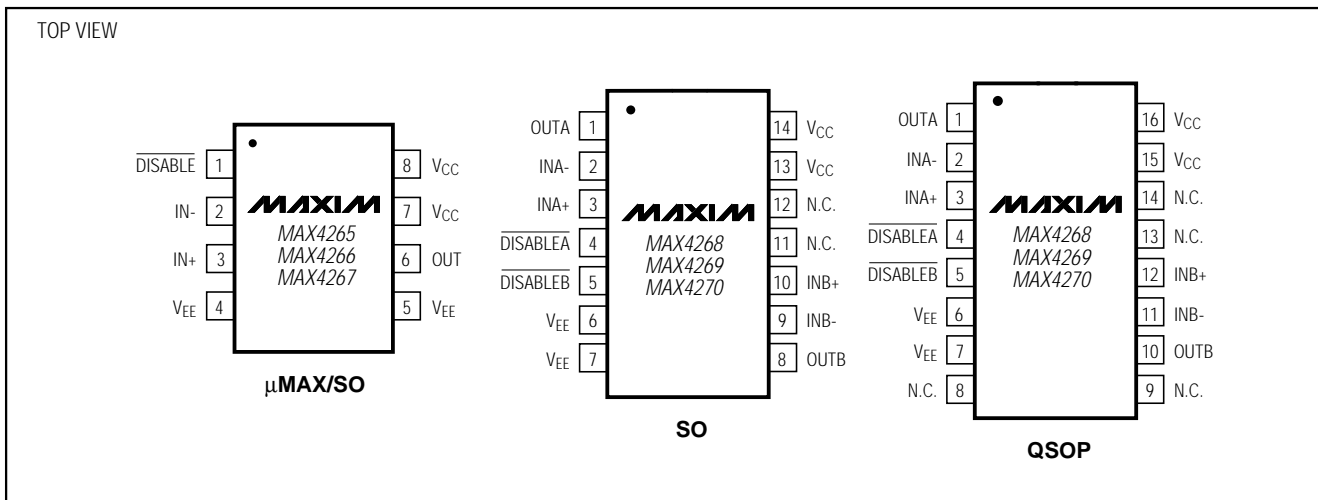 TOP VIEW
DISABLE 1
IN- 2
IN+ 3
VEE 4
8 VCC
7 VCC
6 OUT
5 VEE
MAXIM
MAX4265
MAX4266
MAX4267
µMAX/SO
OUTA 1
INA- 2
INA+ 3
DISABLEA 4
DISABLEB 5
VEE 6
VEE 7
14 VCC
13 VCC
12 N.C.
11 N.C.
10 INB+
9 INB-
8 OUTB
MAXIM
MAX4268
MAX4269
MAX4270
SO
OUTA 1
INA- 2
INA+ 3
DISABLEA 4
DISABLEB 5
VEE 6
VEE 7
N.C. 8
16 VCC
15 VCC
14 N.C.
13 N.C.
12 INB+
11 INB-
10 OUTB
9 N.C.
MAXIM
MAX4268
MAX4269
MAX4270
QSOP